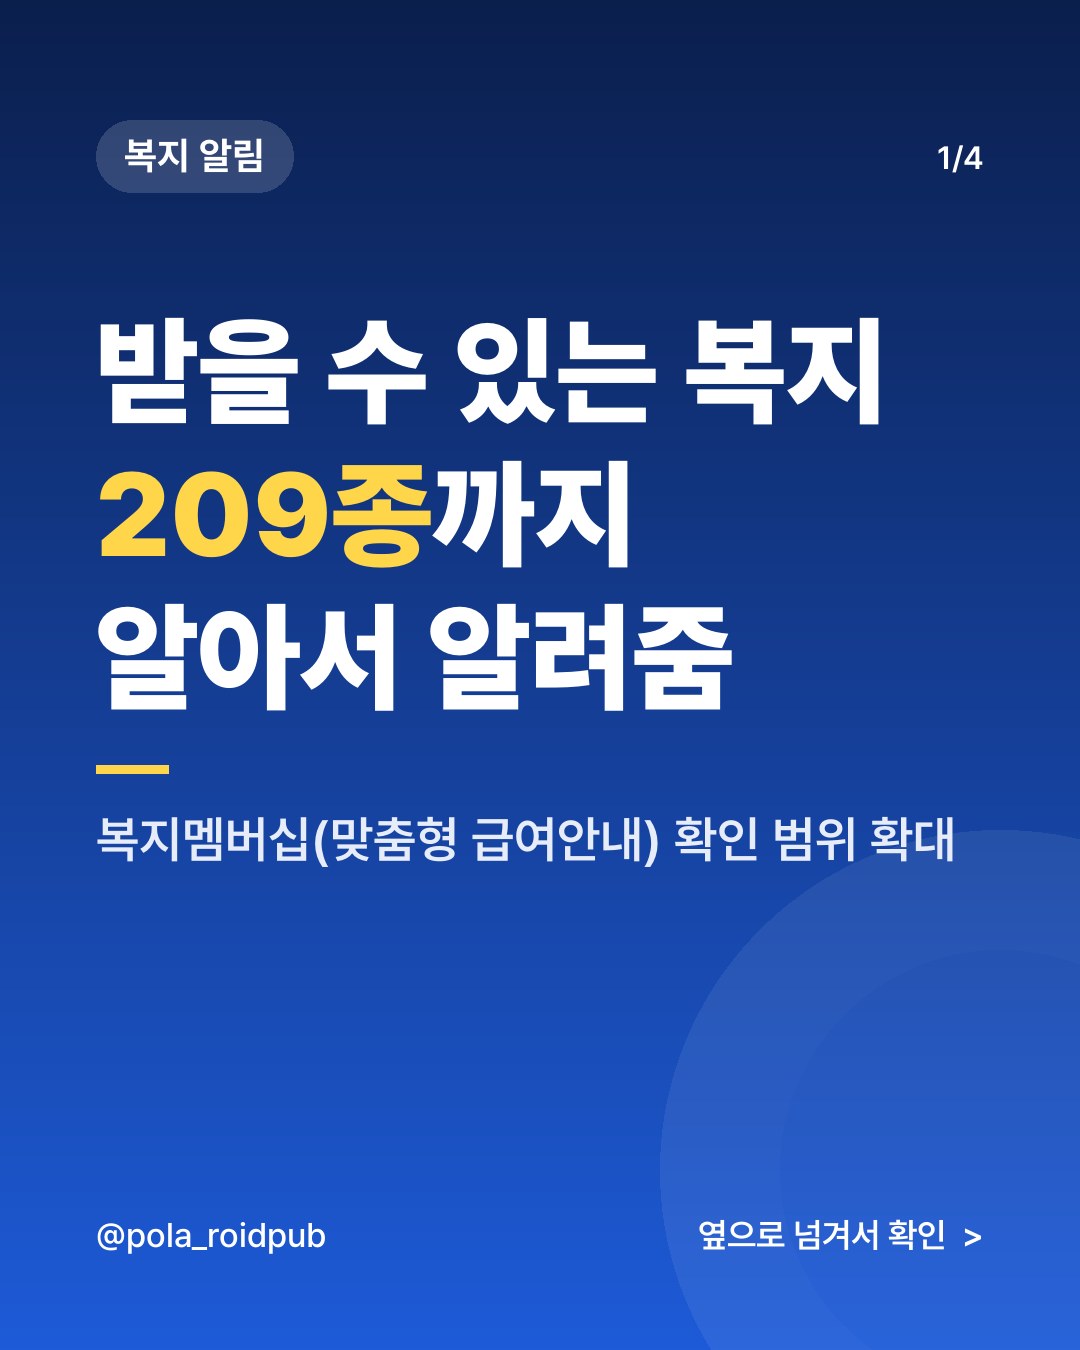 복지 알림
1/4
받을 수 있는 복지
209종까지
알아서 알려줌
복지멤버십(맞춤형 급여안내) 확인 범위 확대
@pola_roidpub
옆으로 넘겨서 확인 >